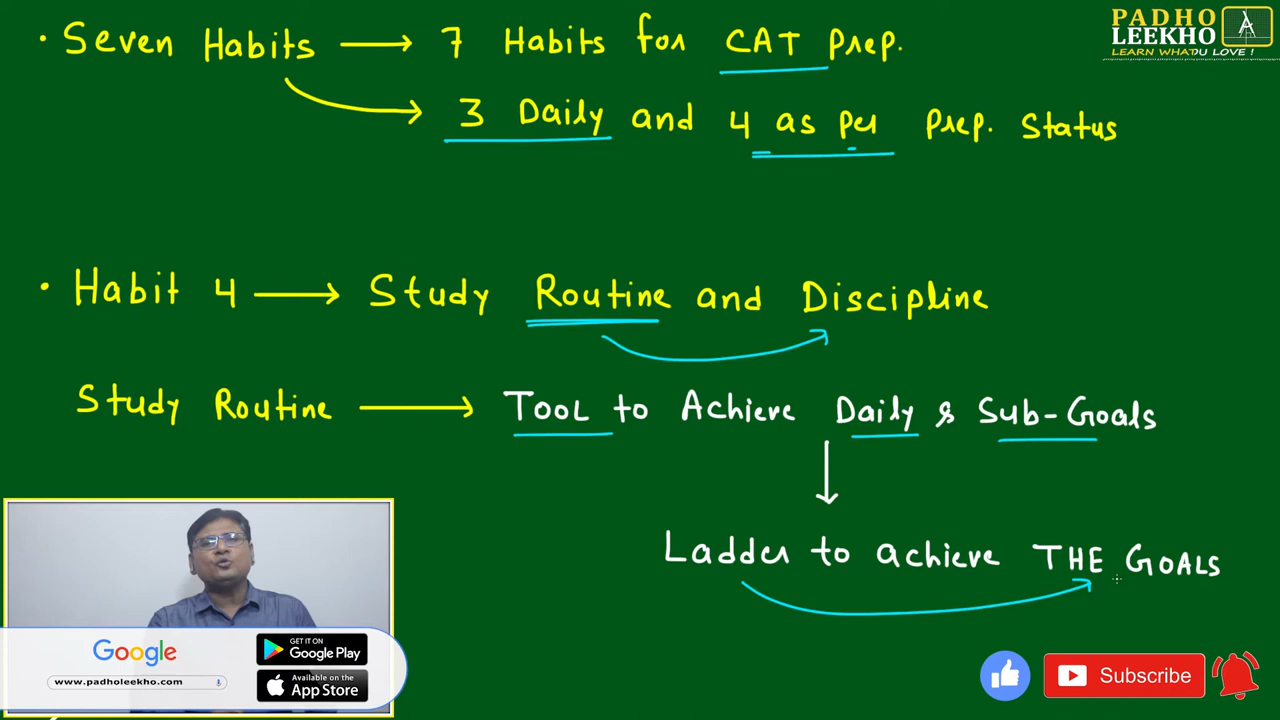 • Seven Habits → 7 Habits for CAT Prep.
PADHO
LEEKHO
LEARN WHAT U LOVE !
3 Daily and 4 as per Prep. Status
• Habit 4 → Study Routine and Discipline
Study Routine → TOOL to Achieve Daily & Sub-Goals
Ladder to achieve THE GOALS
Google
www.padholeekho.com
GET IT ON
Google Play
Available on the
App Store
Subscribe